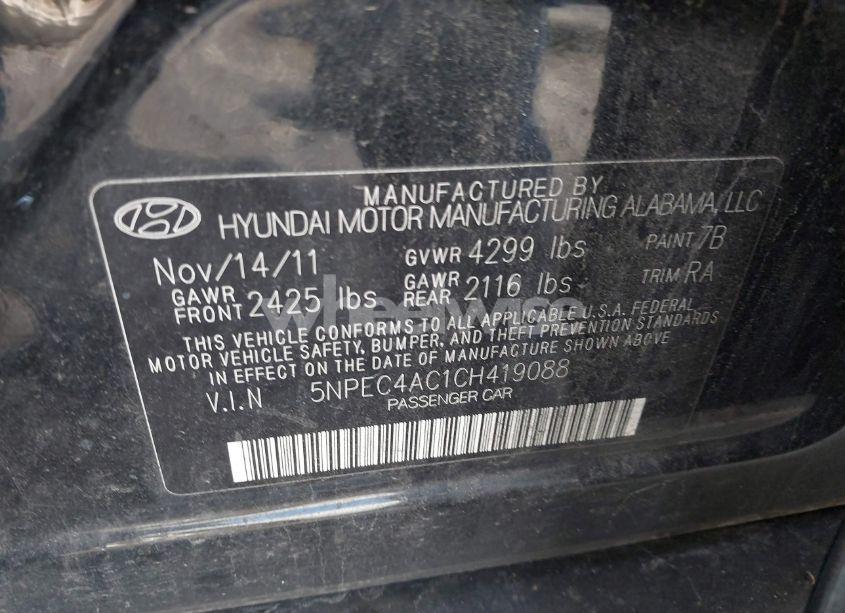 MANUFACTURED BY
HYUNDAI MOTOR MANUFACTURING ALABAMA, LLC
Nov/14/11 GVWR 4299 lbs PAINT 7B
GAWR FRONT 2425 lbs GAWR REAR 2116 lbs TRIM RA
wheelwise
THIS VEHICLE CONFORMS TO ALL APPLICABLE U.S.A. FEDERAL
MOTOR VEHICLE SAFETY, BUMPER, AND THEFT PREVENTION STANDARDS
IN EFFECT ON THE DATE OF MANUFACTURE SHOWN ABOVE
V.I.N 5NPEC4AC1CH419088
PASSENGER CAR